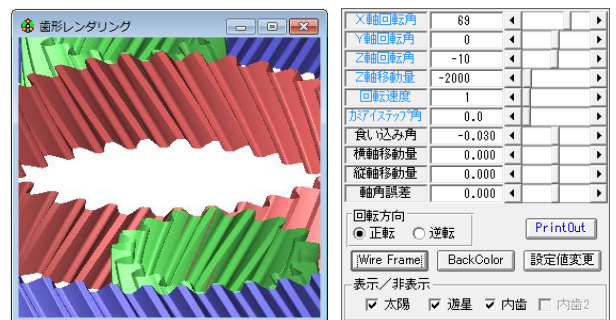 歯形レンダリング
X軸回転角 69
Y軸回転角 0
Z軸回転角 -10
Z軸移動量 -2000
回転速度 1
カミアイステップ角 0.0
食い込み角 -0.030
横軸移動量 0.000
縦軸移動量 0.000
軸角誤差 0.000
回転方向
正転 逆転 PrintOut
Wire Frame BackColor 設定値変更
表示/非表示
太陽 遊星 内歯 内歯2